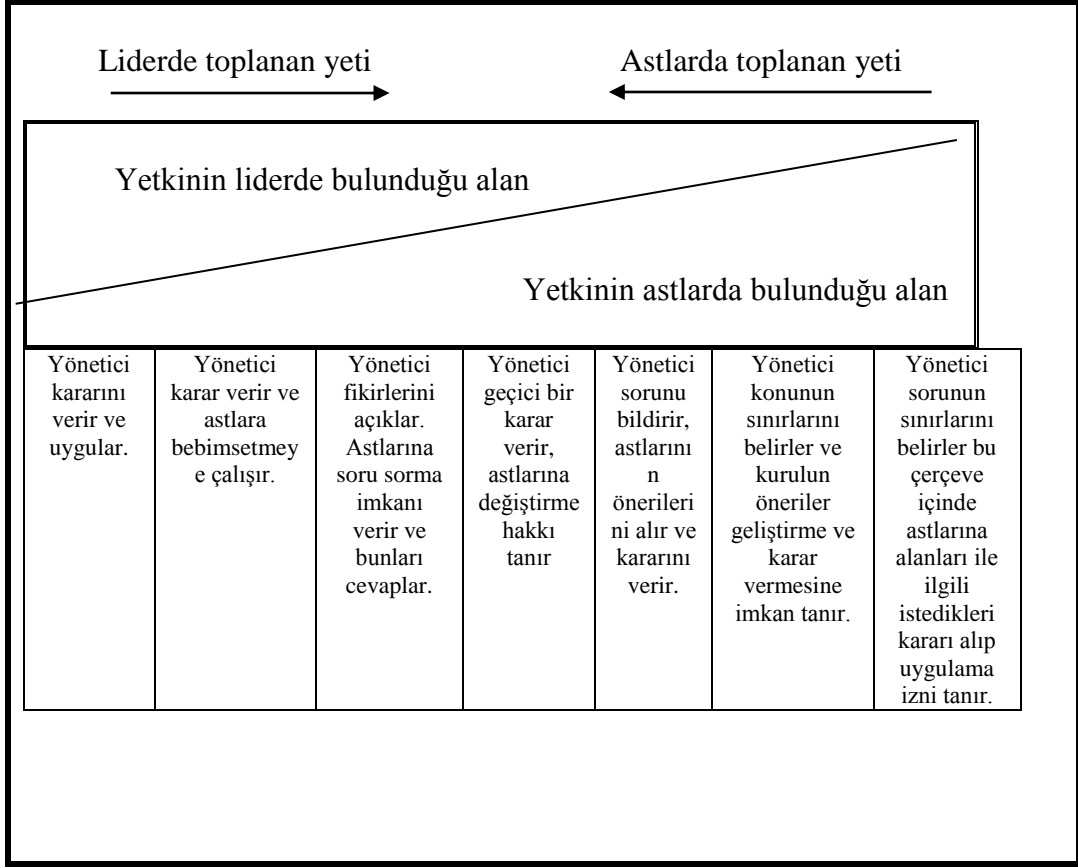 Liderde toplanan yeti
Astlarda toplanan yeti
Yetkinin liderde bulunduğu alan
Yetkinin astlarda bulunduğu alan
Yönetici
kararını
verir ve
uygular.
Yönetici
karar verir ve
astlara
bebimsetmey
e çalışır.
Yönetici
fikirlerini
açıklar.
Astlarına
soru sorma
imkanı
verir ve
bunları
cevaplar.
Yönetici
geçici bir
karar
verir,
astlarına
değiştirme
hakkı
tanır
Yönetici
sorunu
bildirir,
astlarını
n
önerileri
ni alır ve
kararını
verir.
Yönetici
konunun
sınırlarını
belirler ve
kurulun
öneriler
geliştirme ve
karar
vermesine
imkan tanır.
Yönetici
sorunun
sınırlarını
belirler bu
çerçeve
içinde
astlarına
alanları ile
ilgili
istedikleri
kararı alıp
uygulama
izni tanır.